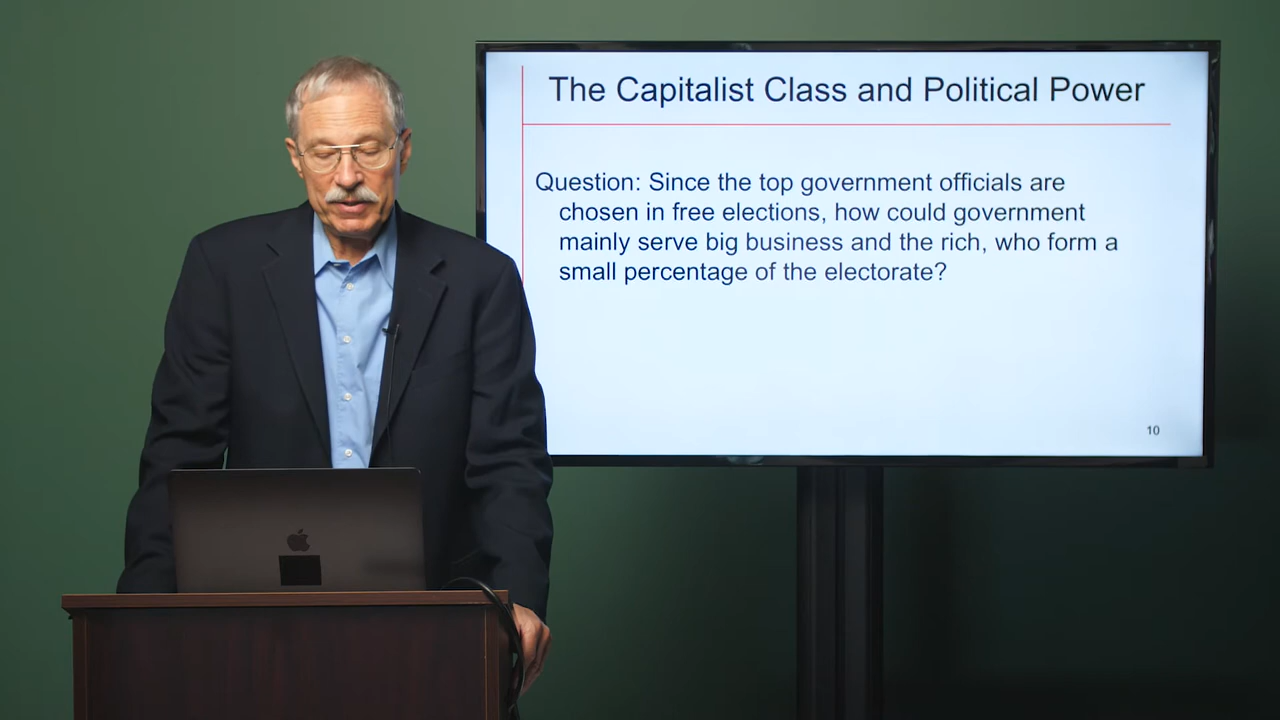 The Capitalist Class and Political Power
Question: Since the top government officials are
chosen in free elections, how could government
mainly serve big business and the rich, who form a
small percentage of the electorate?
10